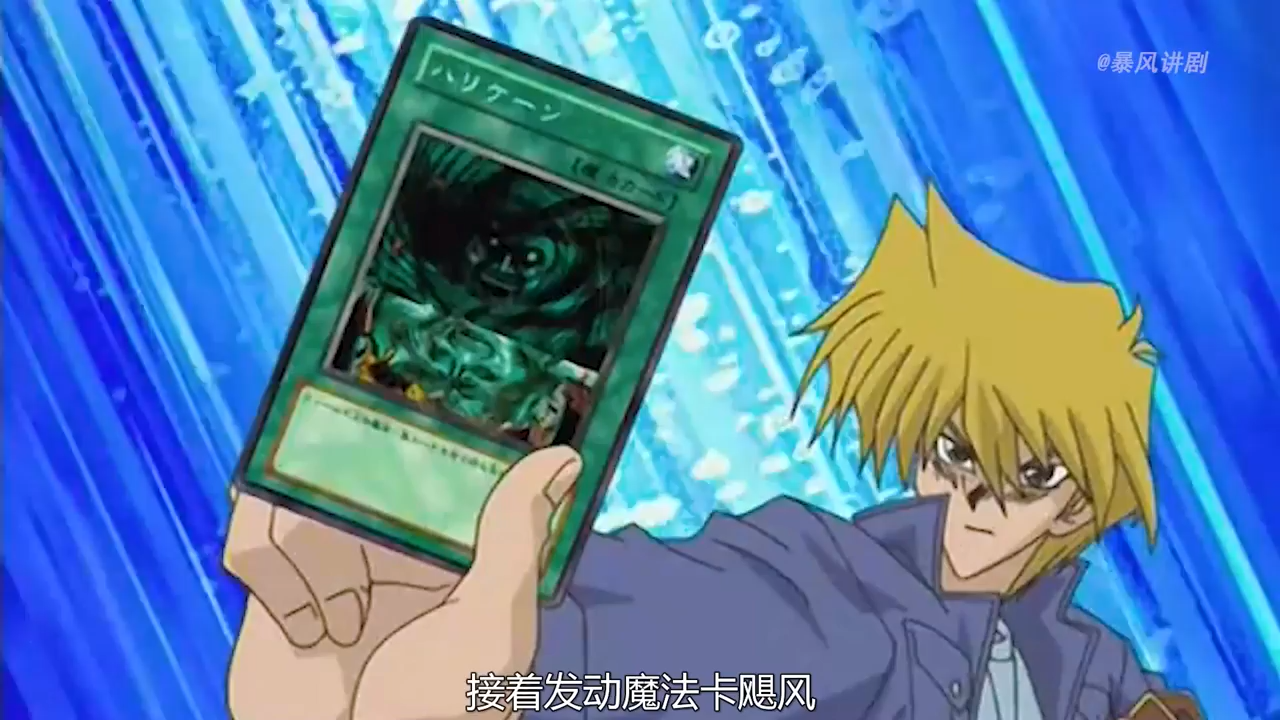 @暴风讲剧
ハリケーン
【魔法カード】
接着发动魔法卡飓风